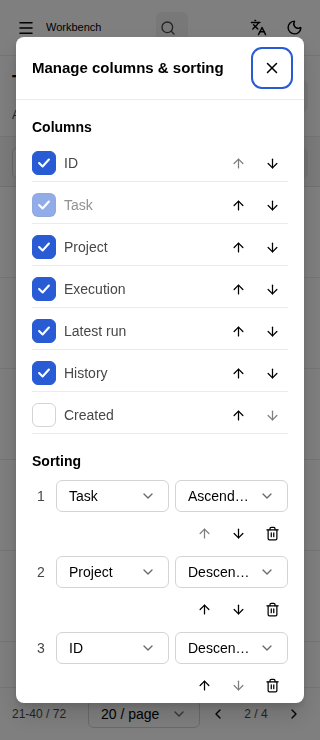 Workbench
Manage columns & sorting
Columns
ID
Task
Project
Execution
Latest run
History
Created
Sorting
1 Task Ascend…
2 Project Descen…
3 ID Descen…
21-40 / 72 20 / page 2 / 4